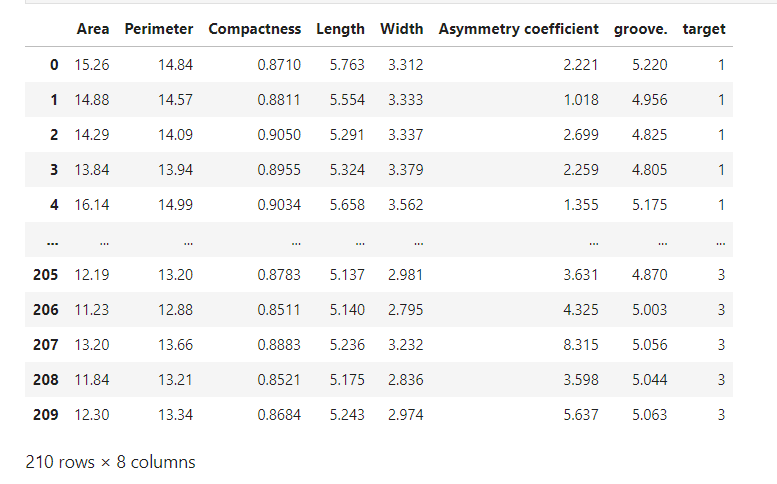 Area Perimeter Compactness Length Width Asymmetry coefficient groove. target
0 15.26 14.84 0.8710 5.763 3.312 2.221 5.220 1
1 14.88 14.57 0.8811 5.554 3.333 1.018 4.956 1
2 14.29 14.09 0.9050 5.291 3.337 2.699 4.825 1
3 13.84 13.94 0.8955 5.324 3.379 2.259 4.805 1
4 16.14 14.99 0.9034 5.658 3.562 1.355 5.175 1
... ... ... ... ... ... ... ... ...
205 12.19 13.20 0.8783 5.137 2.981 3.631 4.870 3
206 11.23 12.88 0.8511 5.140 2.795 4.325 5.003 3
207 13.20 13.66 0.8883 5.236 3.232 8.315 5.056 3
208 11.84 13.21 0.8521 5.175 2.836 3.598 5.044 3
209 12.30 13.34 0.8684 5.243 2.974 5.637 5.063 3
210 rows × 8 columns